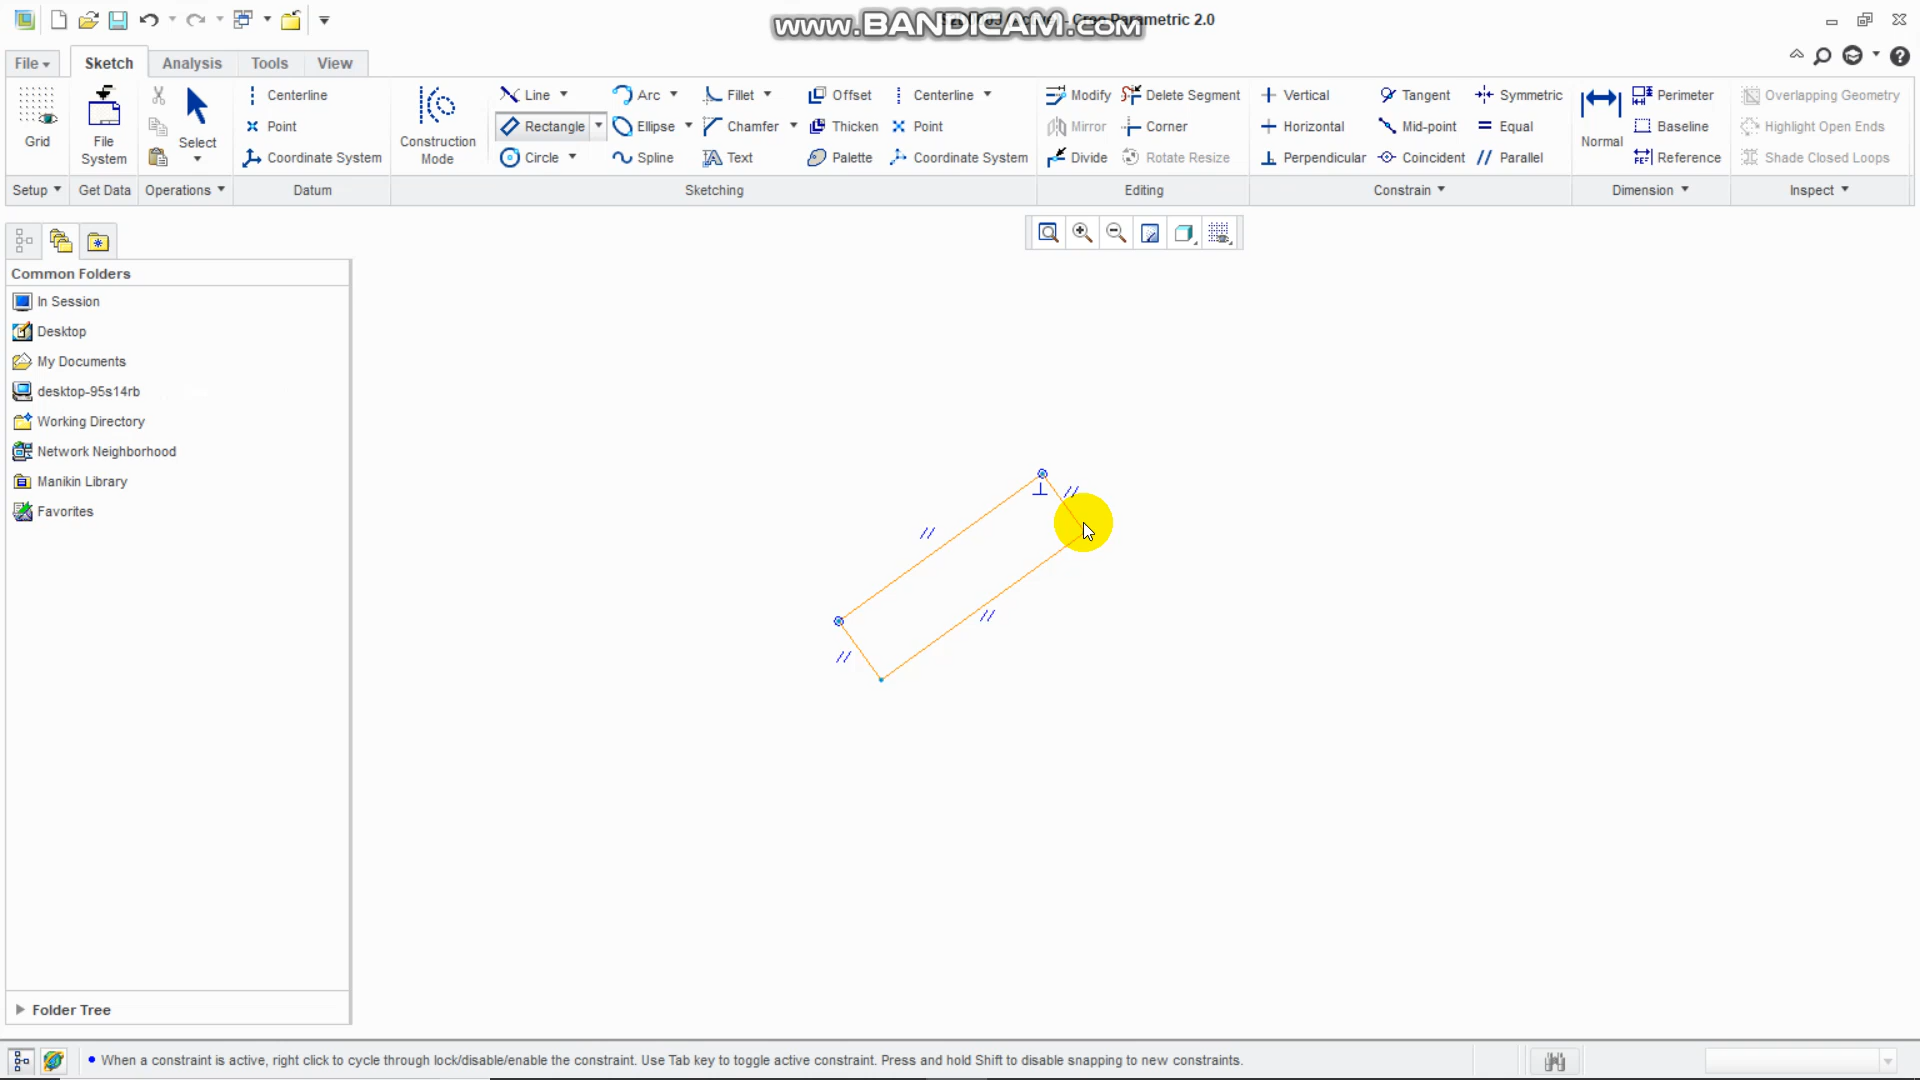 www.BANDICAM.com
- Creo Parametric 2.0
File
Sketch
Analysis
Tools
View
Grid
File System
Select
Centerline
Point
Coordinate System
Construction Mode
Line
Rectangle
Circle
Arc
Ellipse
Spline
Fillet
Chamfer
Text
Offset
Thicken
Palette
Centerline
Point
Coordinate System
Modify
Mirror
Divide
Delete Segment
Corner
Rotate Resize
Vertical
Horizontal
Perpendicular
Tangent
Mid-point
Coincident
Symmetric
Equal
Parallel
Normal
Perimeter
Baseline
Reference
Overlapping Geometry
Highlight Open Ends
Shade Closed Loops
Setup
Get Data
Operations
Datum
Sketching
Editing
Constrain
Dimension
Inspect
Common Folders
In Session
Desktop
My Documents
desktop-95s14rb
Working Directory
Network Neighborhood
Manikin Library
Favorites
Folder Tree
When a constraint is active, right click to cycle through lock/disable/enable the constraint. Use Tab key to toggle active constraint. Press and hold Shift to disable snapping to new constraints.